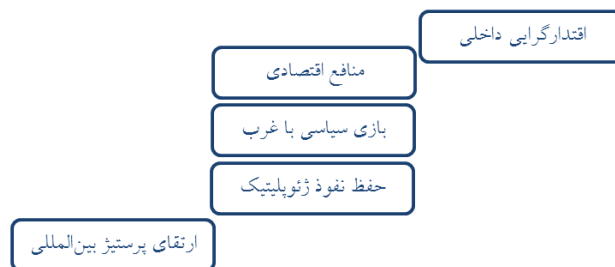 اقتدارگرایی داخلی
منافع اقتصادی
بازی سیاسی با غرب
حفظ نفوذ ژئوپلیتیک
ارتقای پرستیژ بین‌المللی